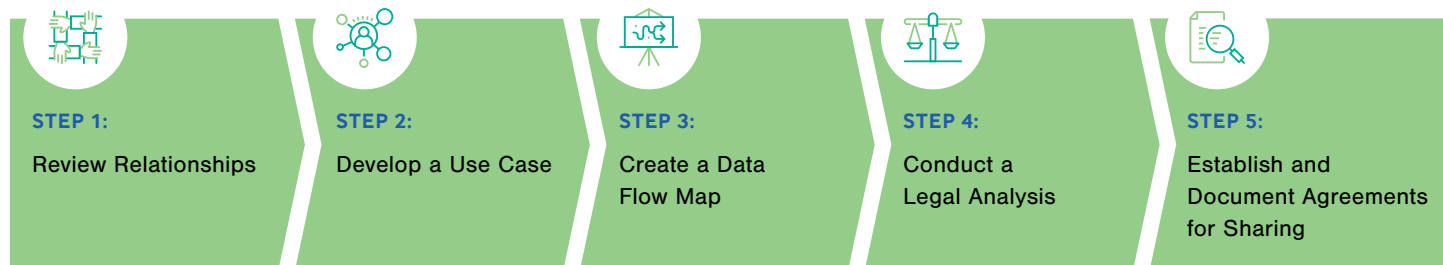 STEP 1:
Review Relationships
STEP 2:
Develop a Use Case
STEP 3:
Create a Data
Flow Map
STEP 4:
Conduct a
Legal Analysis
STEP 5:
Establish and
Document Agreements
for Sharing